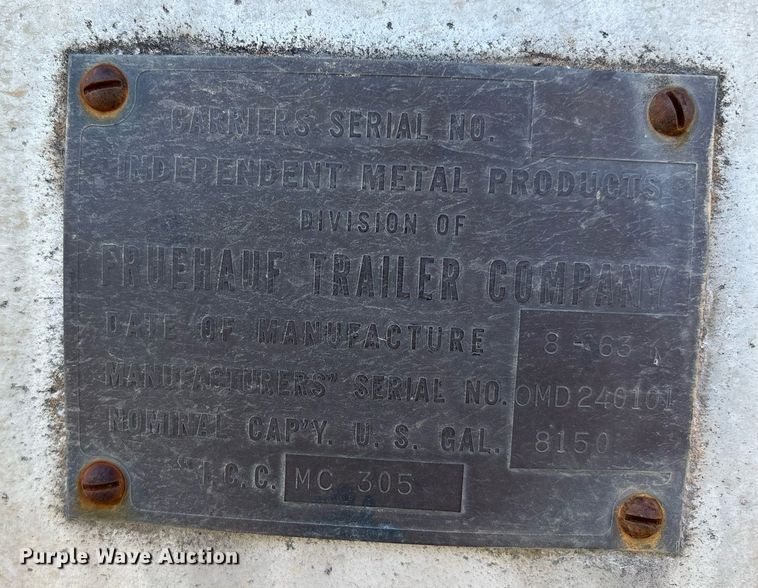 CARRIERS SERIAL NO.
INDEPENDENT METAL PRODUCTS
DIVISION OF
FRUEHAUF TRAILER COMPANY
DATE OF MANUFACTURE 8-63
MANUFACTURERS" SERIAL NO. OMD240101
NOMINAL CAP'Y. U. S. GAL. 8150
"I.C.C. MC 305
Purple Wave Auction